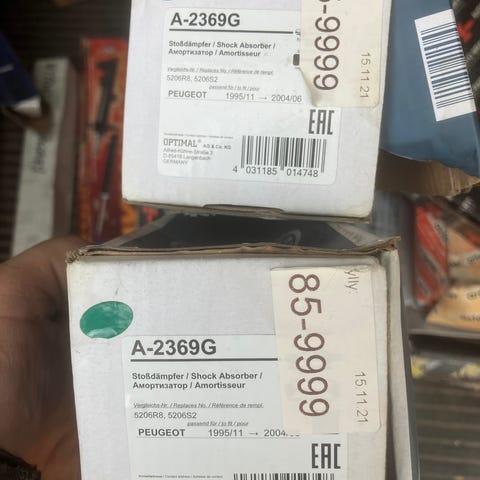 A-2369G
Stoßdämpfer / Shock Absorber /
Амортизатор / Amortisseur
Vergleichs-Nr. / Replaces No. / Référence de rempl.
5206R8, 5206S2
passend für / to fit / pour
PEUGEOT 1995/11 → 2004/06
EAC
OPTIMAL® AG & Co. KG
Alfred-Kühne-Straße 3
D-85416 Langenbach
GERMANY
4 031185 014748
85-9999
15.11.21
A-2369G
Stoßdämpfer / Shock Absorber /
Амортизатор / Amortisseur
Vergleichs-Nr. / Replaces No. / Référence de rempl.
5206R8, 5206S2
passend für / to fit / pour
PEUGEOT 1995/11 → 2004/06
EAC
85-9999
15.11.21